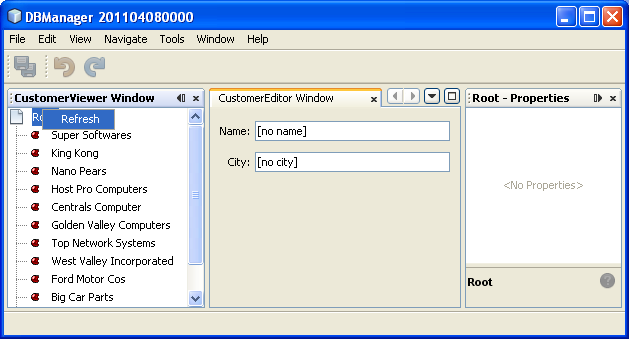 DBManager 201104080000
File Edit View Navigate Tools Window Help
CustomerViewer Window
Refresh
Super Softwares
King Kong
Nano Pears
Host Pro Computers
Centrals Computer
Golden Valley Computers
Top Network Systems
West Valley Incorporated
Ford Motor Cos
Big Car Parts
CustomerEditor Window
Name: [no name]
City: [no city]
Root - Properties
<No Properties>
Root